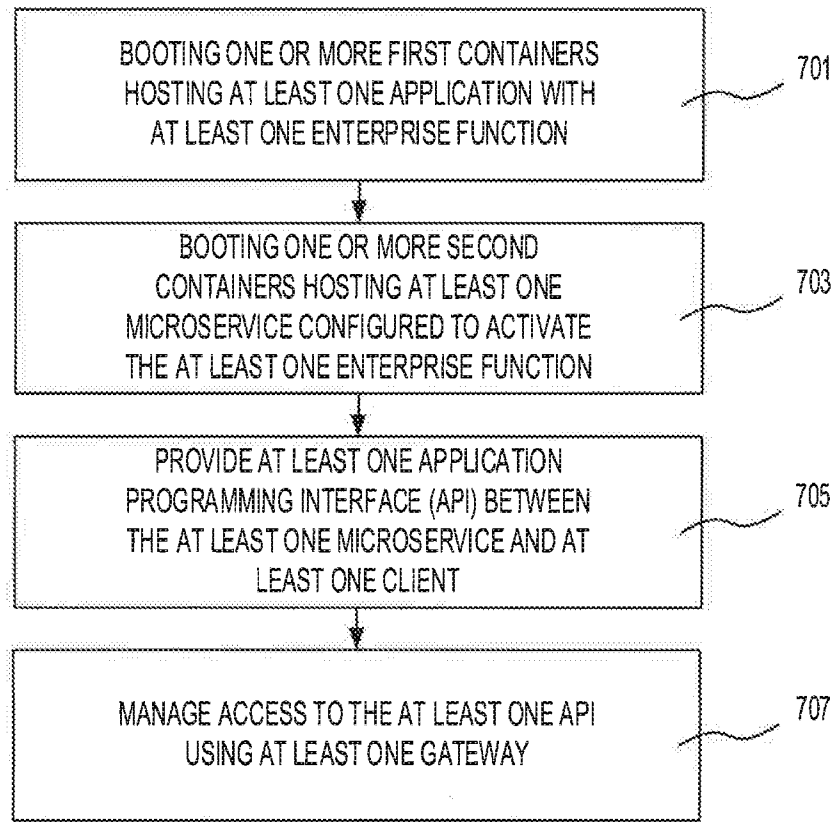 BOOTING ONE OR MORE FIRST CONTAINERS
HOSTING AT LEAST ONE APPLICATION WITH
AT LEAST ONE ENTERPRISE FUNCTION
701
BOOTING ONE OR MORE SECOND
CONTAINERS HOSTING AT LEAST ONE
MICROSERVICE CONFIGURED TO ACTIVATE
THE AT LEAST ONE ENTERPRISE FUNCTION
703
PROVIDE AT LEAST ONE APPLICATION
PROGRAMMING INTERFACE (API) BETWEEN
THE AT LEAST ONE MICROSERVICE AND AT
LEAST ONE CLIENT
705
MANAGE ACCESS TO THE AT LEAST ONE API
USING AT LEAST ONE GATEWAY
707